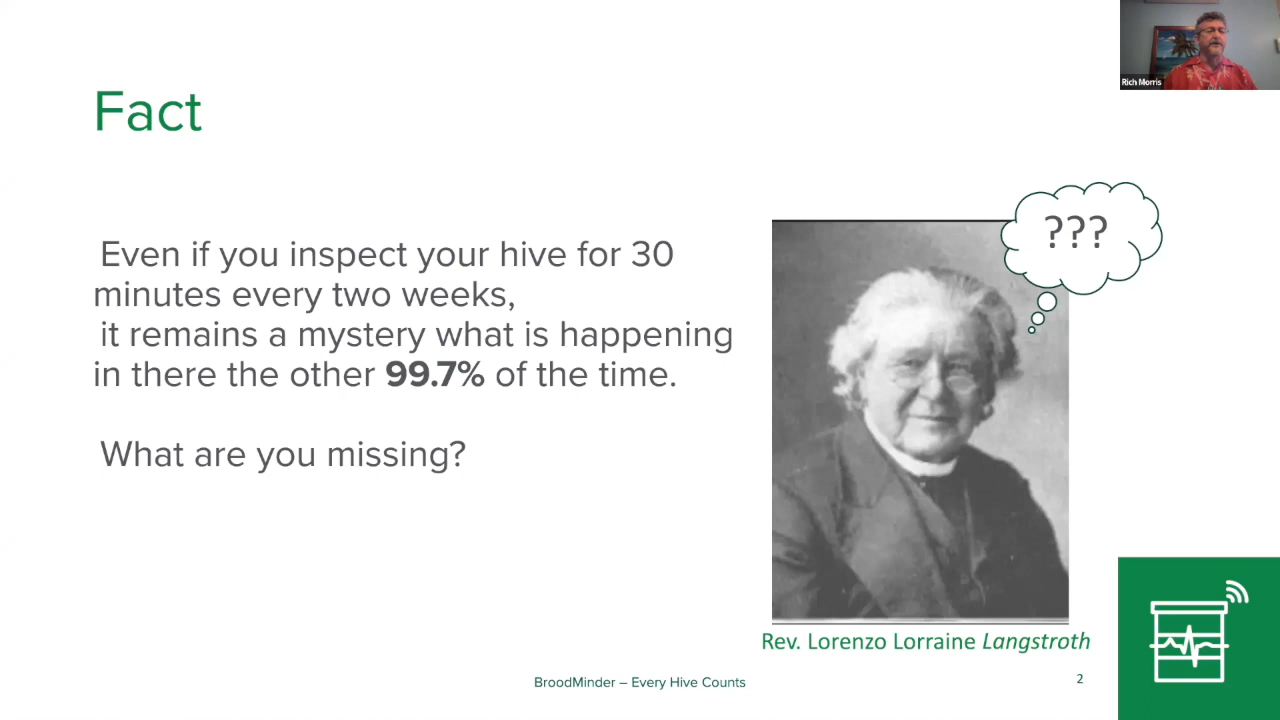 Rich Morris
Fact
Even if you inspect your hive for 30
minutes every two weeks,
it remains a mystery what is happening
in there the other 99.7% of the time.
What are you missing?
???
Rev. Lorenzo Lorraine Langstroth
BroodMinder – Every Hive Counts
2